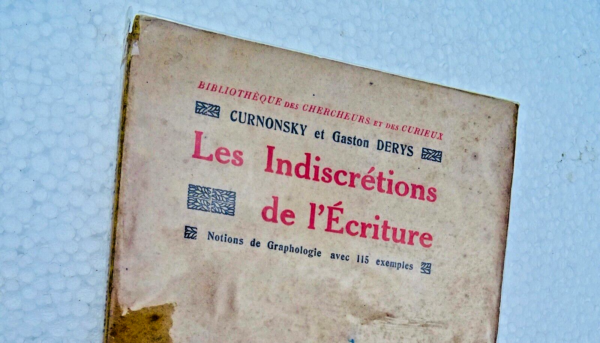 BIBLIOTHÈQUE DES CHERCHEURS ET DES CURIEUX
CURNONSKY et Gaston DERYS
Les Indiscrétions
de l'Écriture
Notions de Graphologie avec 115 exemples